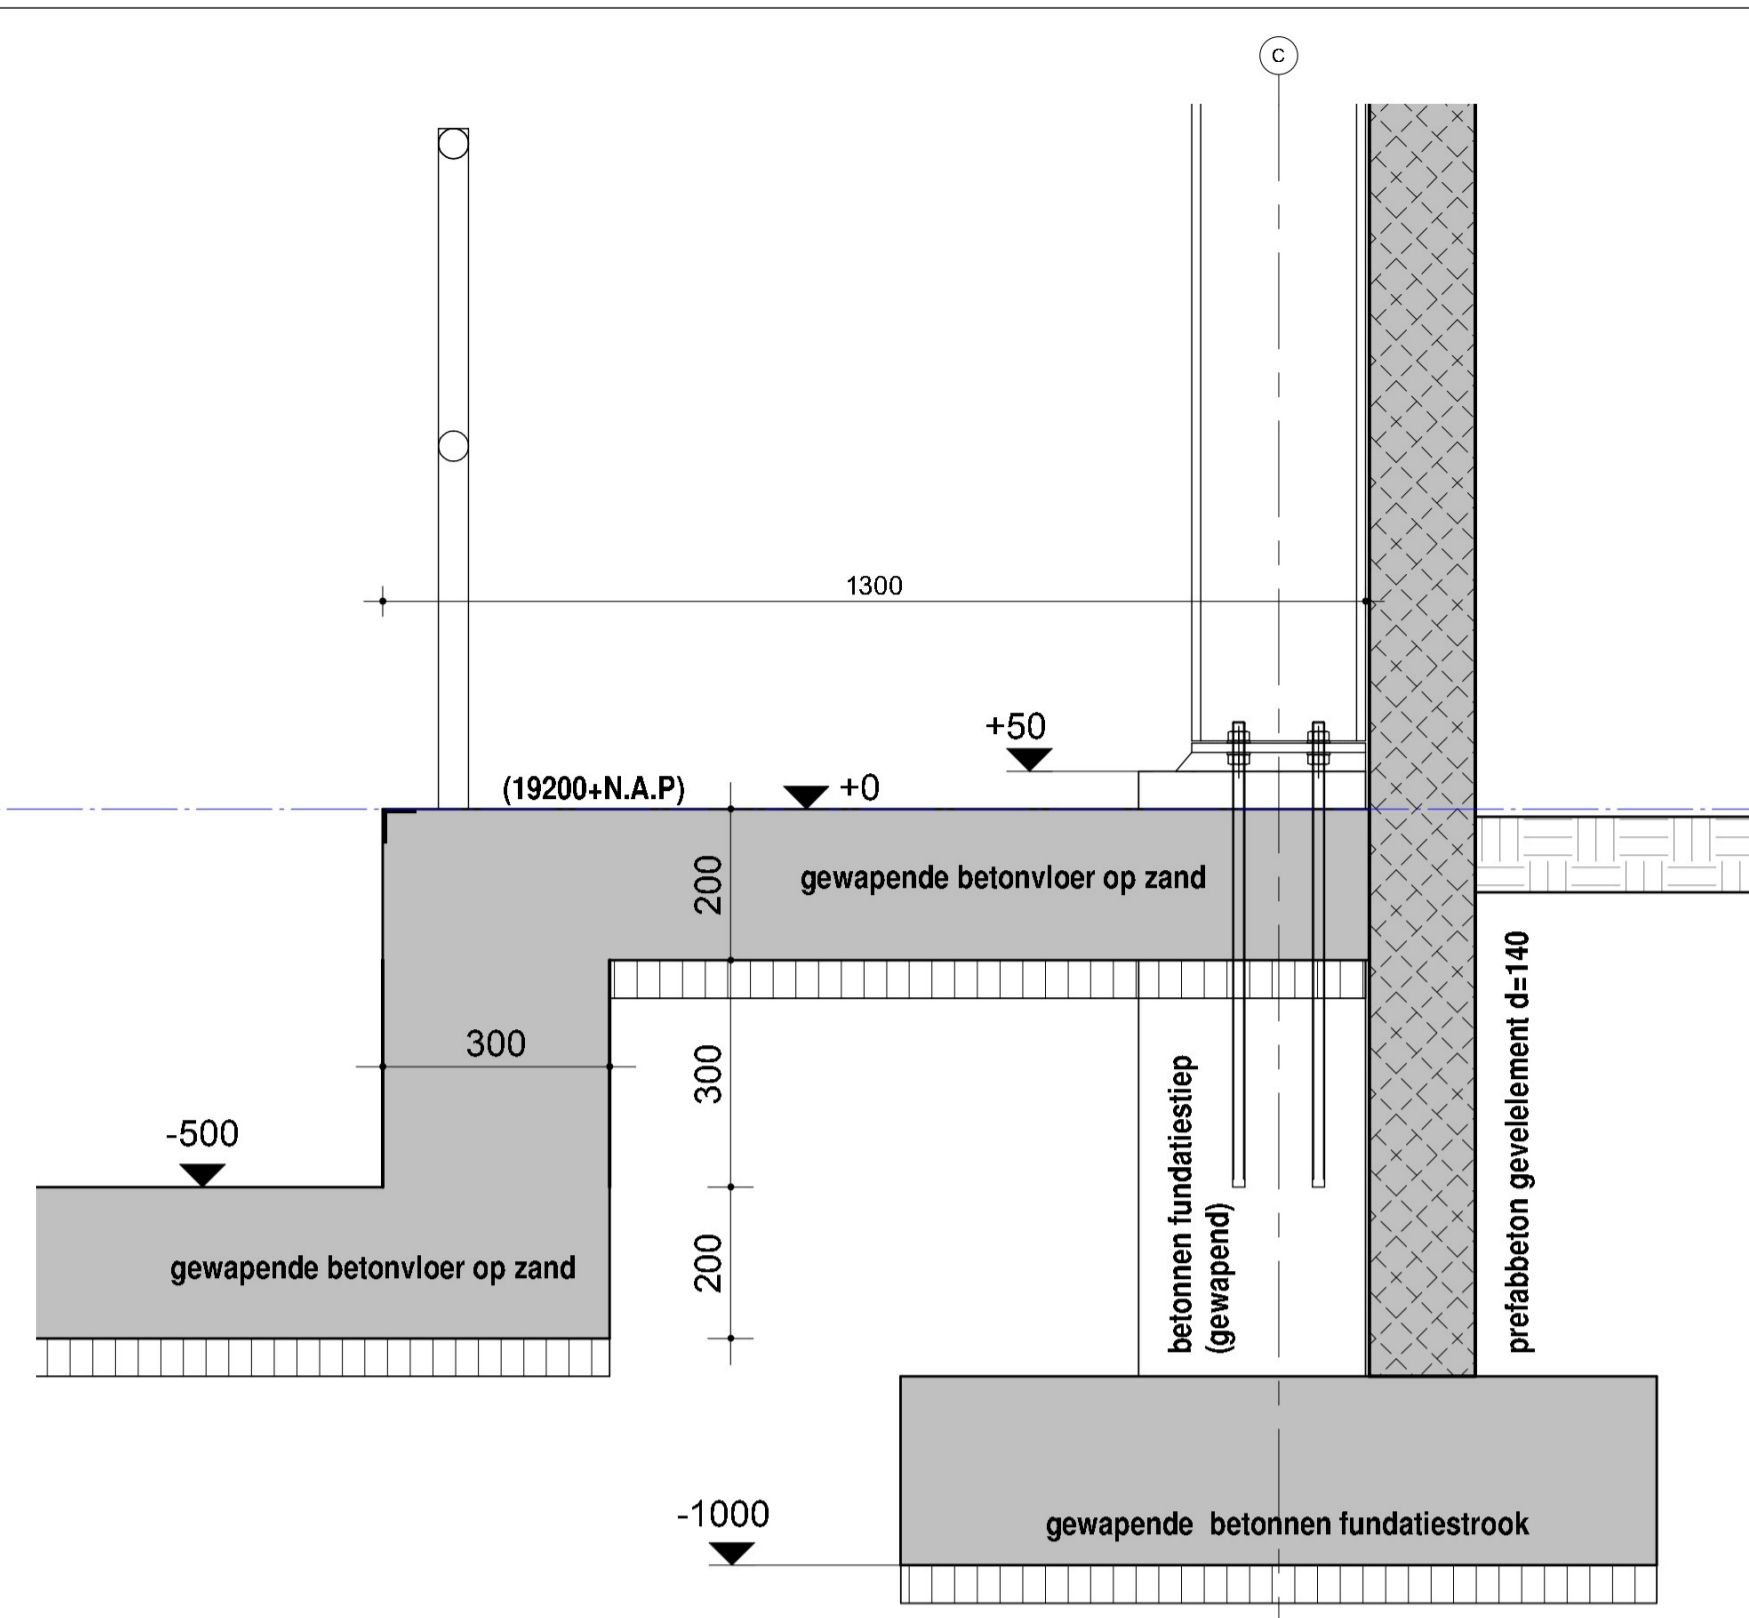 C
1300
+50
(19200+N.A.P)
+0
200
gewapende betonvloer op zand
300
300
-500
betonnen fundatiestiep
(gewapend)
prefabbeton gevelelement d=140
200
gewapende betonvloer op zand
-1000
gewapende betonnen fundatiestrook